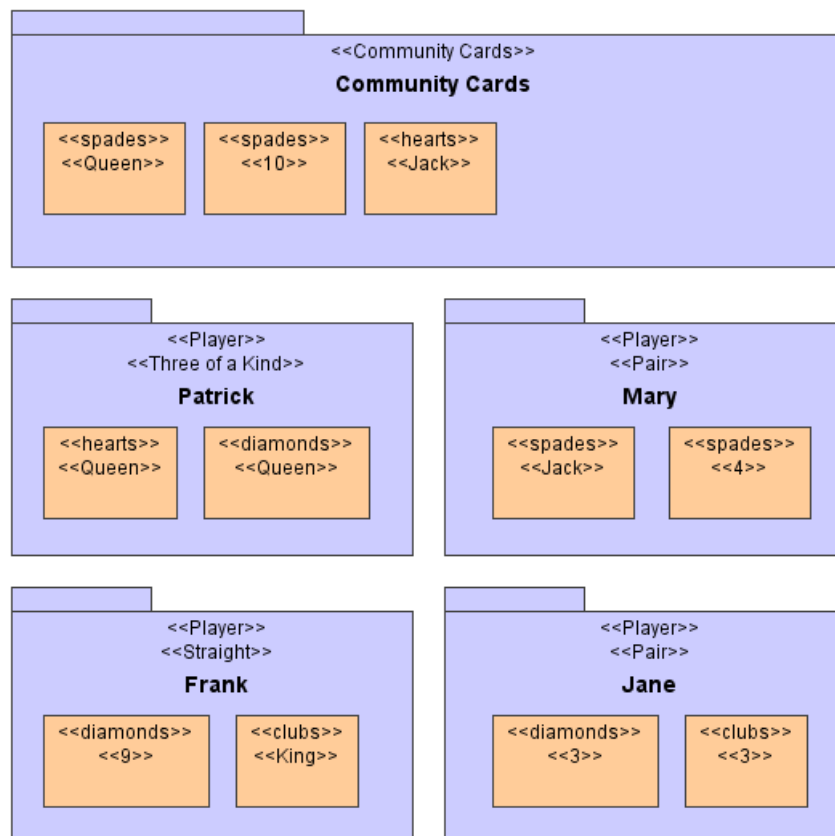 <<Community Cards>>
Community Cards
<<spades>> <<spades>> <<hearts>>
<<Queen>> <<10>> <<Jack>>
<<Player>>
<<Three of a Kind>>
Patrick
<<hearts>> <<diamonds>>
<<Queen>> <<Queen>>
<<Player>>
<<Pair>>
Mary
<<spades>> <<spades>>
<<Jack>> <<4>>
<<Player>>
<<Straight>>
Frank
<<diamonds>> <<clubs>>
<<9>> <<King>>
<<Player>>
<<Pair>>
Jane
<<diamonds>> <<clubs>>
<<3>> <<3>>